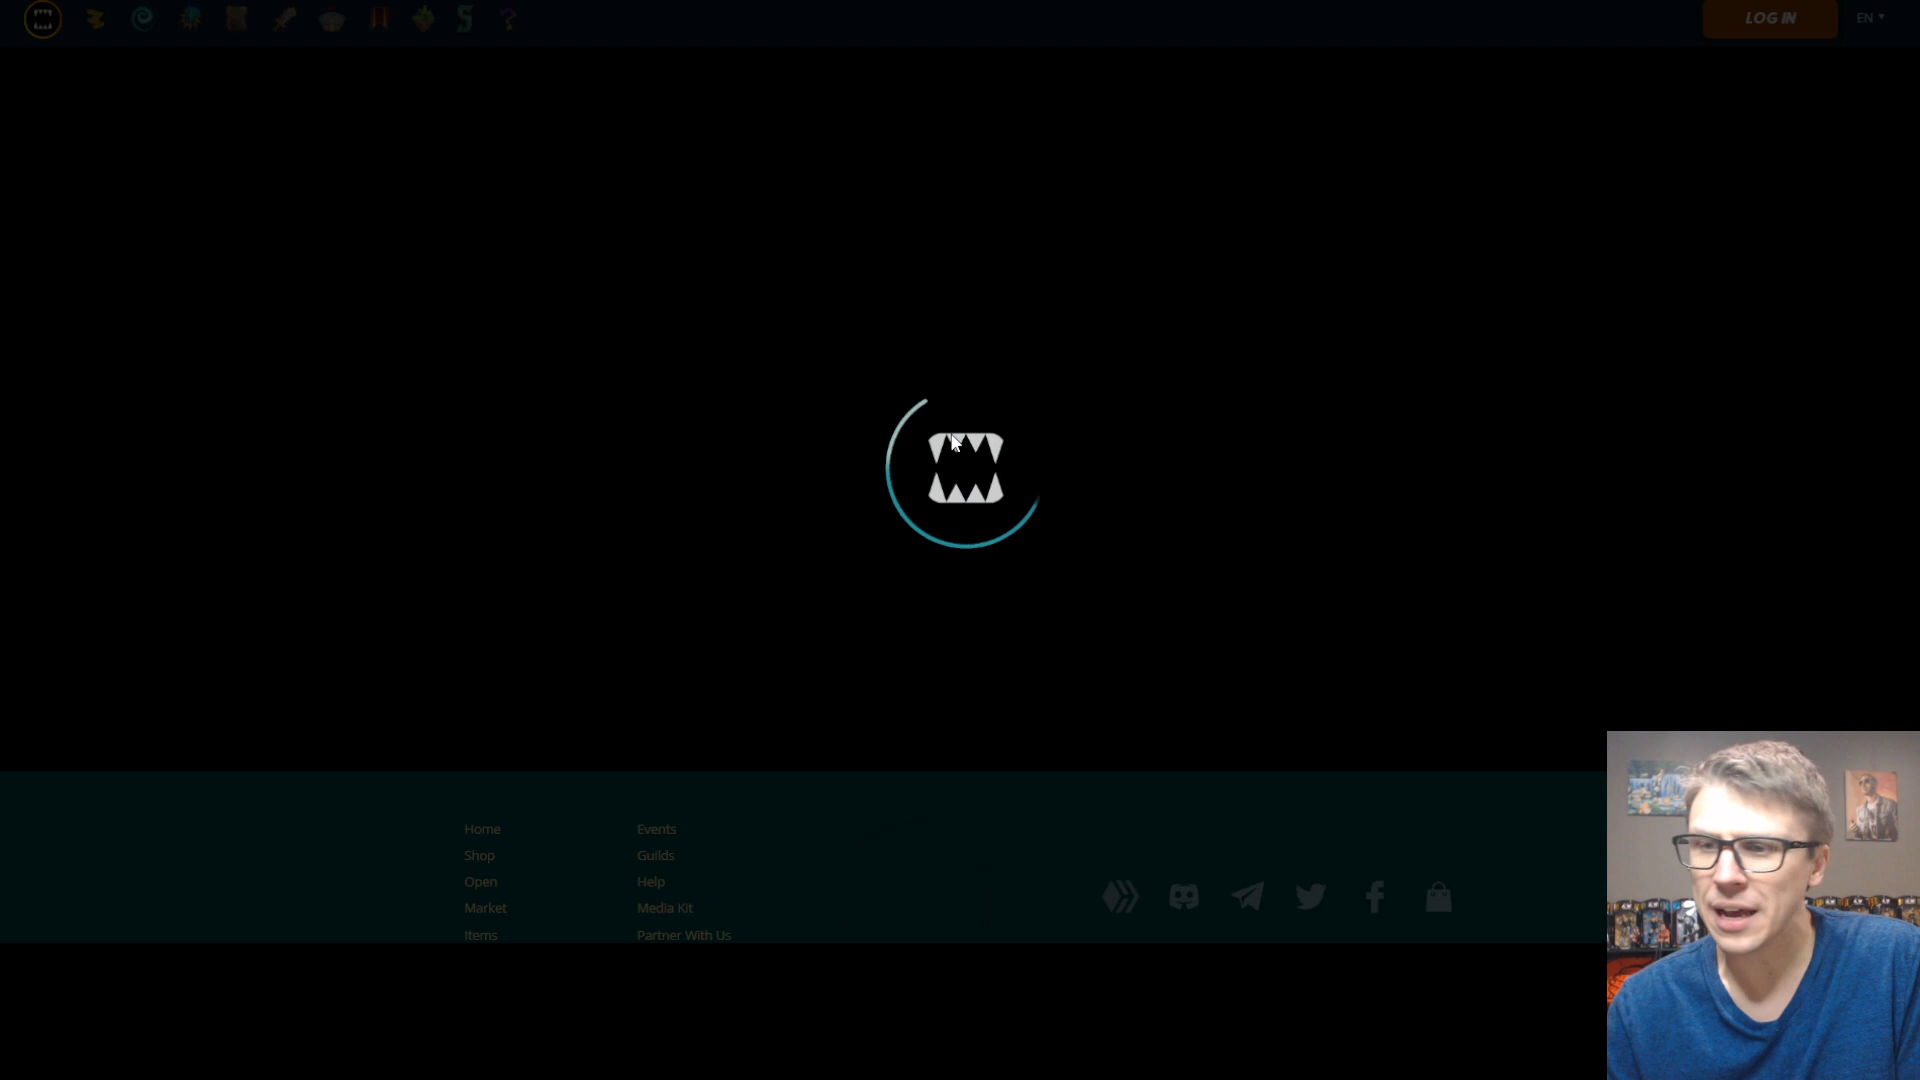 LOG IN
EN
Home
Shop
Open
Market
Items
Events
Guilds
Help
Media Kit
Partner With Us